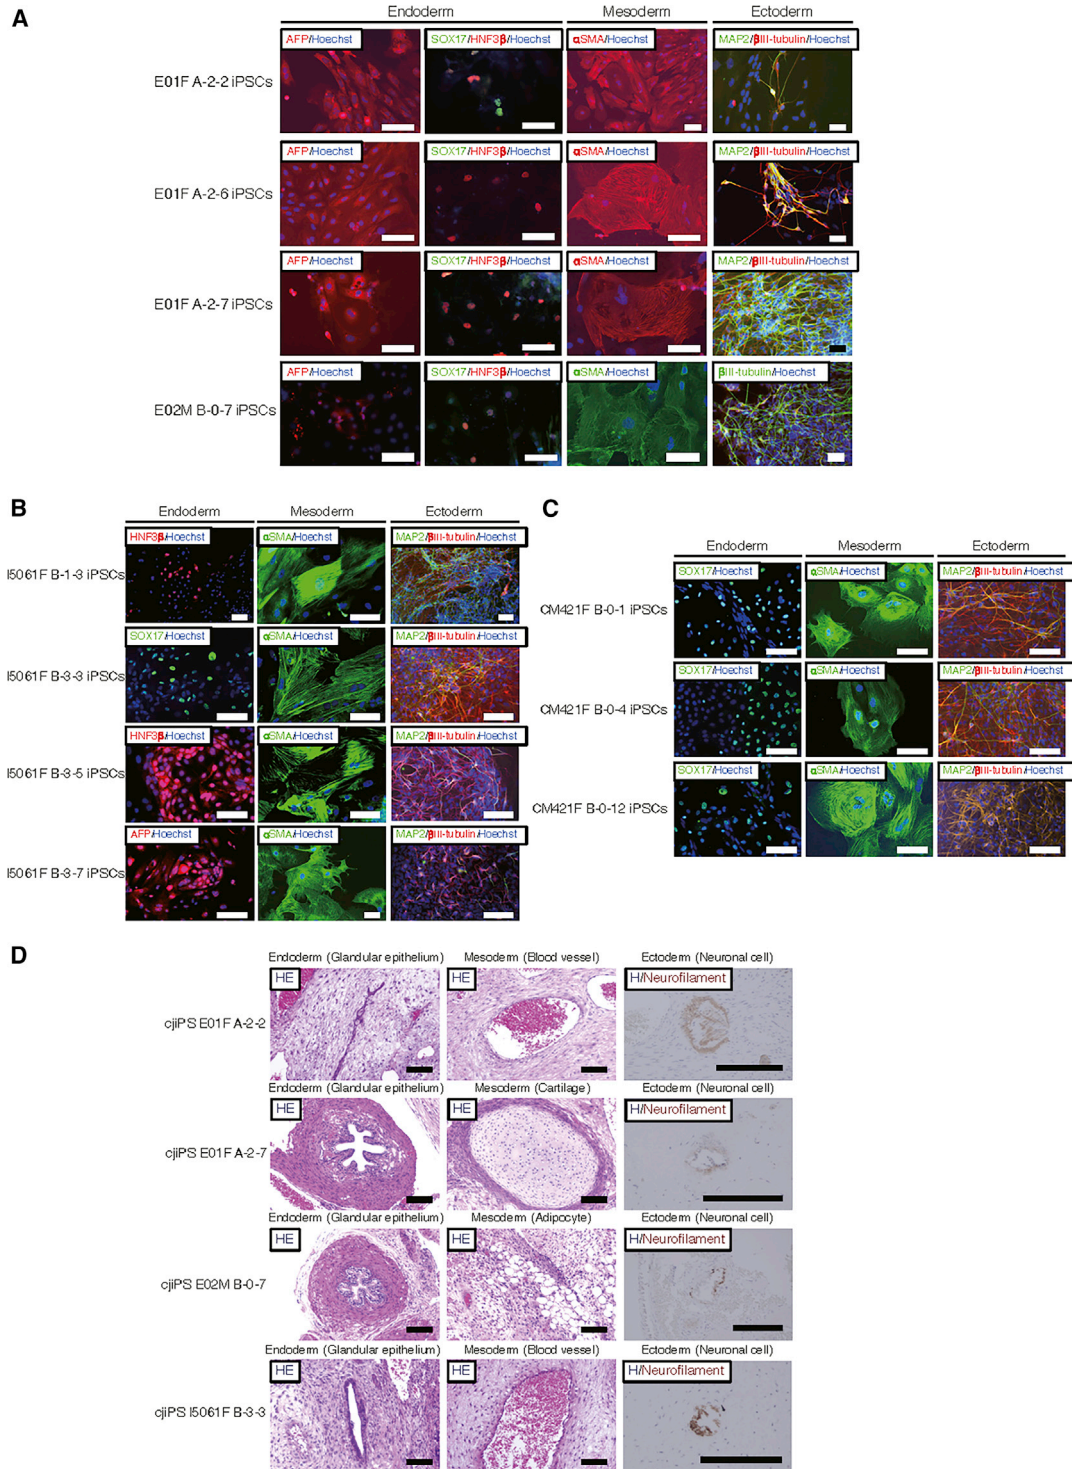 A
Endoderm Mesoderm Ectoderm
AFP/Hoechst SOX17/HNF3β/Hoechst αSMA/Hoechst MAP2/βIII-tubulin/Hoechst
E01F A-2-2 iPSCs
AFP/Hoechst SOX17/HNF3β/Hoechst αSMA/Hoechst MAP2/βIII-tubulin/Hoechst
E01F A-2-6 iPSCs
AFP/Hoechst SOX17/HNF3β/Hoechst αSMA/Hoechst MAP2/βIII-tubulin/Hoechst
E01F A-2-7 iPSCs
AFP/Hoechst SOX17/HNF3β/Hoechst αSMA/Hoechst βIII-tubulin/Hoechst
E02M B-0-7 iPSCs
B
Endoderm Mesoderm Ectoderm
HNF3β/Hoechst αSMA/Hoechst MAP2/βIII-tubulin/Hoechst
I5061F B-1-3 iPSCs
SOX17/Hoechst αSMA/Hoechst MAP2/βIII-tubulin/Hoechst
I5061F B-3-3 iPSCs
HNF3β/Hoechst αSMA/Hoechst MAP2/βIII-tubulin/Hoechst
I5061F B-3-5 iPSCs
AFP/Hoechst αSMA/Hoechst MAP2/βIII-tubulin/Hoechst
I5061F B-3-7 iPSCs
C
Endoderm Mesoderm Ectoderm
SOX17/Hoechst αSMA/Hoechst MAP2/βIII-tubulin/Hoechst
CM421F B-0-1 iPSCs
SOX17/Hoechst αSMA/Hoechst MAP2/βIII-tubulin/Hoechst
CM421F B-0-4 iPSCs
SOX17/Hoechst αSMA/Hoechst MAP2/βIII-tubulin/Hoechst
CM421F B-0-12 iPSCs
D
Endoderm (Glandular epithelium) Mesoderm (Blood vessel) Ectoderm (Neuronal cell)
HE HE H/Neurofilament
cjiPS E01F A-2-2
Endoderm (Glandular epithelium) Mesoderm (Cartilage) Ectoderm (Neuronal cell)
HE HE H/Neurofilament
cjiPS E01F A-2-7
Endoderm (Glandular epithelium) Mesoderm (Adipocyte) Ectoderm (Neuronal cell)
HE HE H/Neurofilament
cjiPS E02M B-0-7
Endoderm (Glandular epithelium) Mesoderm (Blood vessel) Ectoderm (Neuronal cell)
HE HE H/Neurofilament
cjiPS I5061F B-3-3